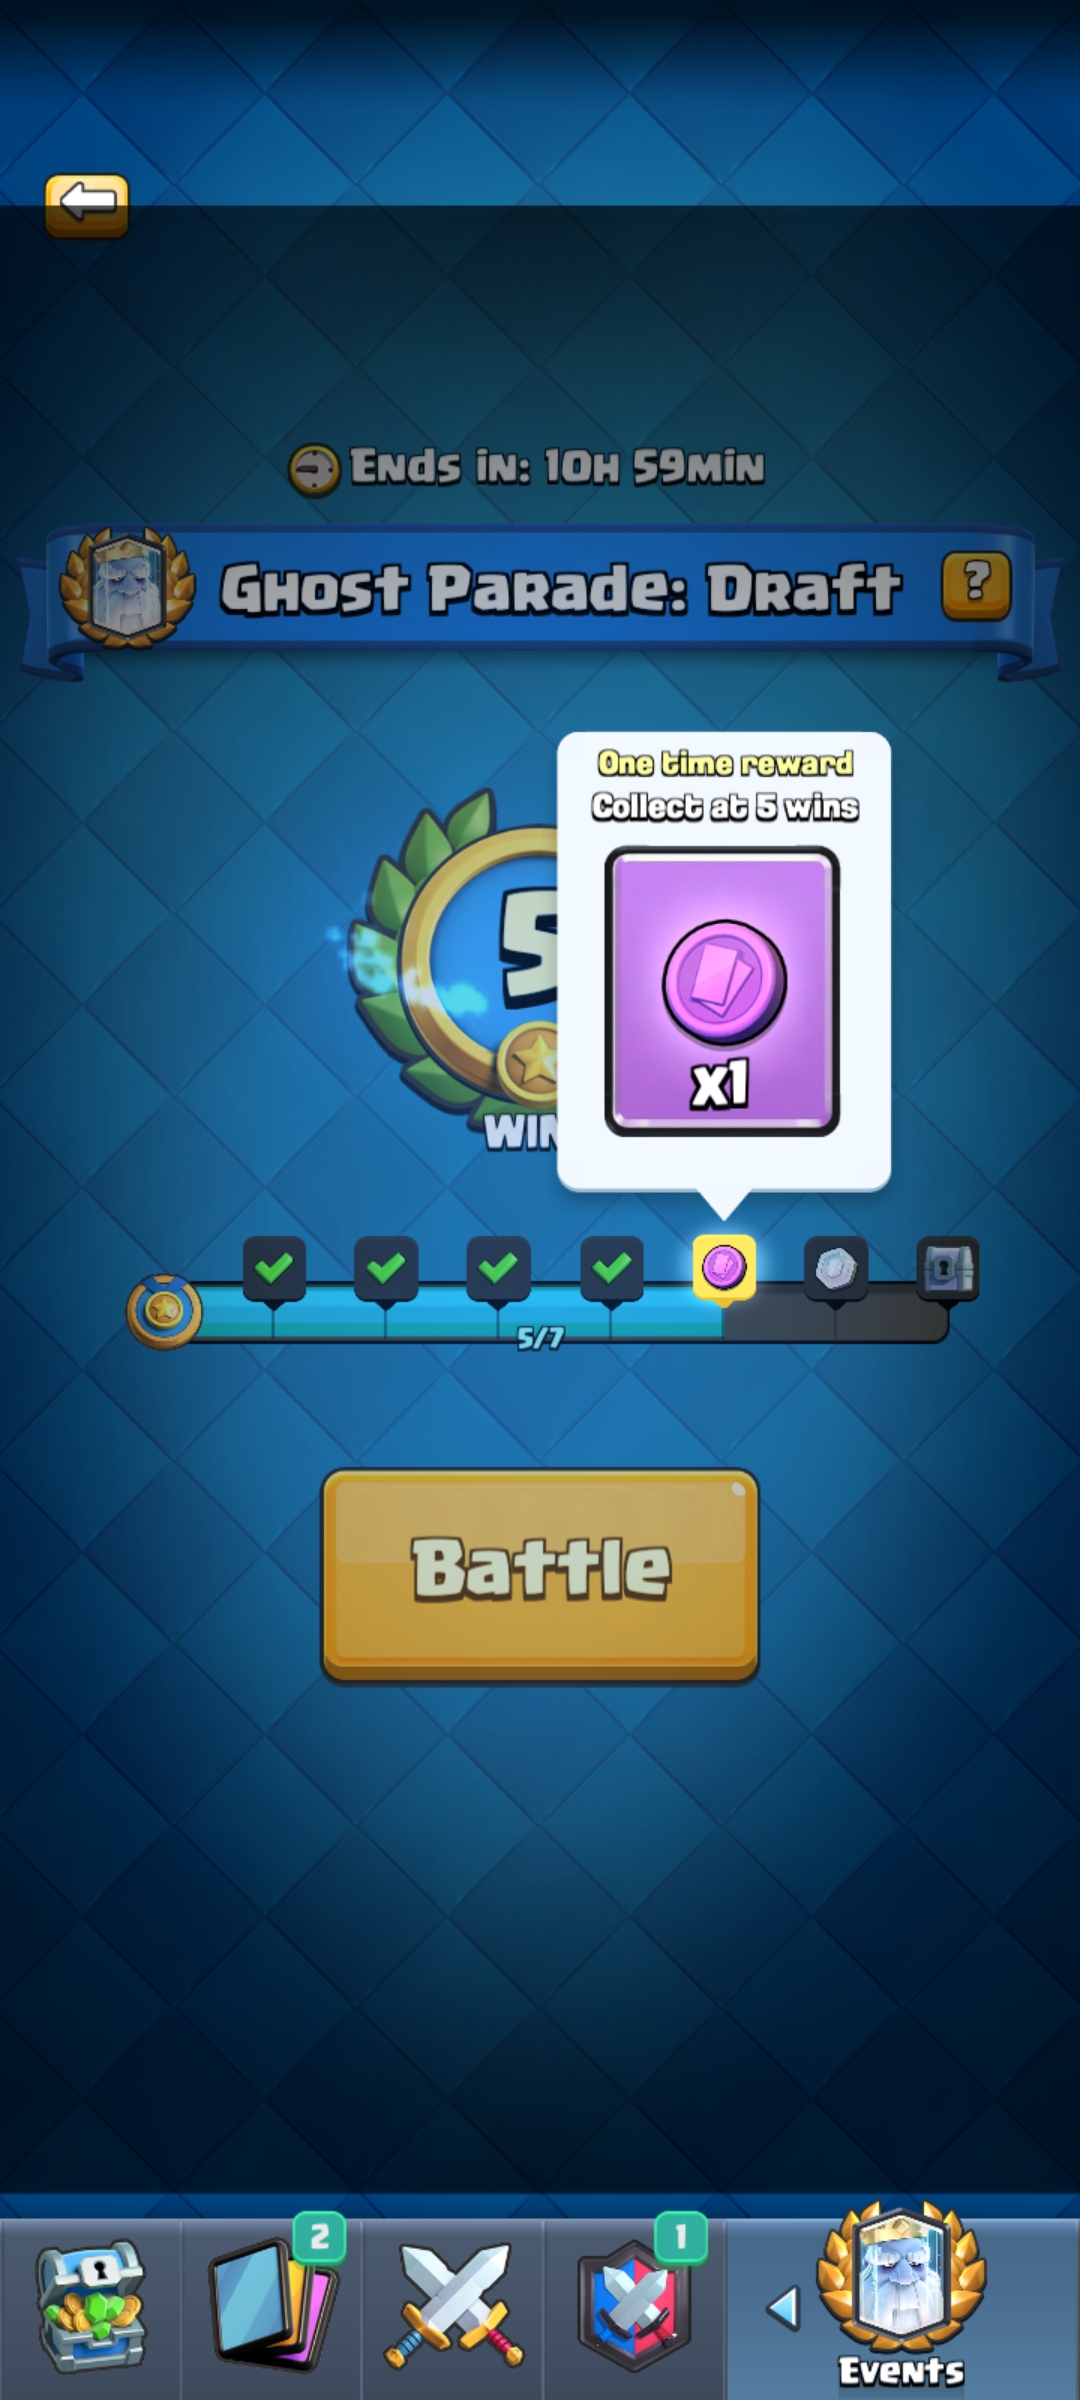 Ends in: 10H 59min
Ghost Parade: Draft
?
One time reward
Collect at 5 wins
5
x1
5/7
Battle
2
1
Events